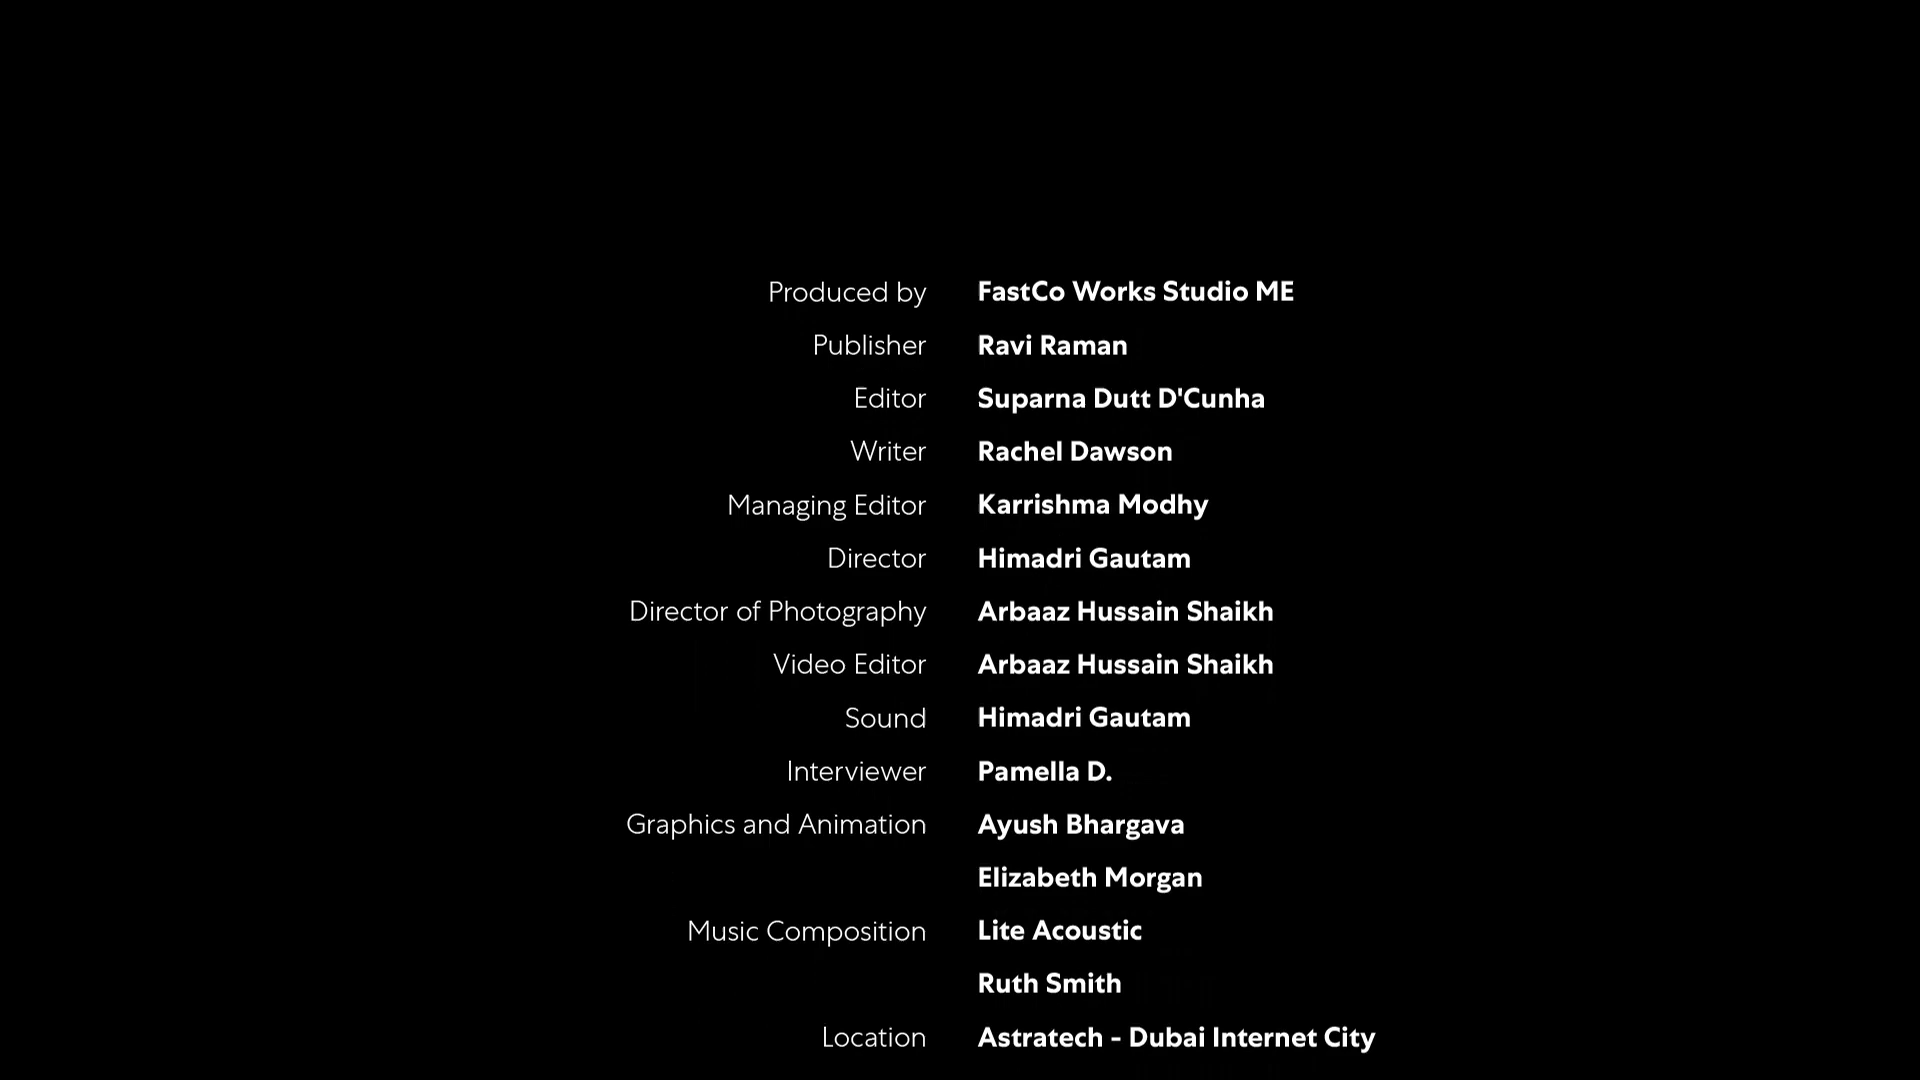 Produced by FastCo Works Studio ME
Publisher Ravi Raman
Editor Suparna Dutt D'Cunha
Writer Rachel Dawson
Managing Editor Karrishma Modhy
Director Himadri Gautam
Director of Photography Arbaaz Hussain Shaikh
Video Editor Arbaaz Hussain Shaikh
Sound Himadri Gautam
Interviewer Pamella D.
Graphics and Animation Ayush Bhargava
Elizabeth Morgan
Music Composition Lite Acoustic
Ruth Smith
Location Astratech - Dubai Internet City